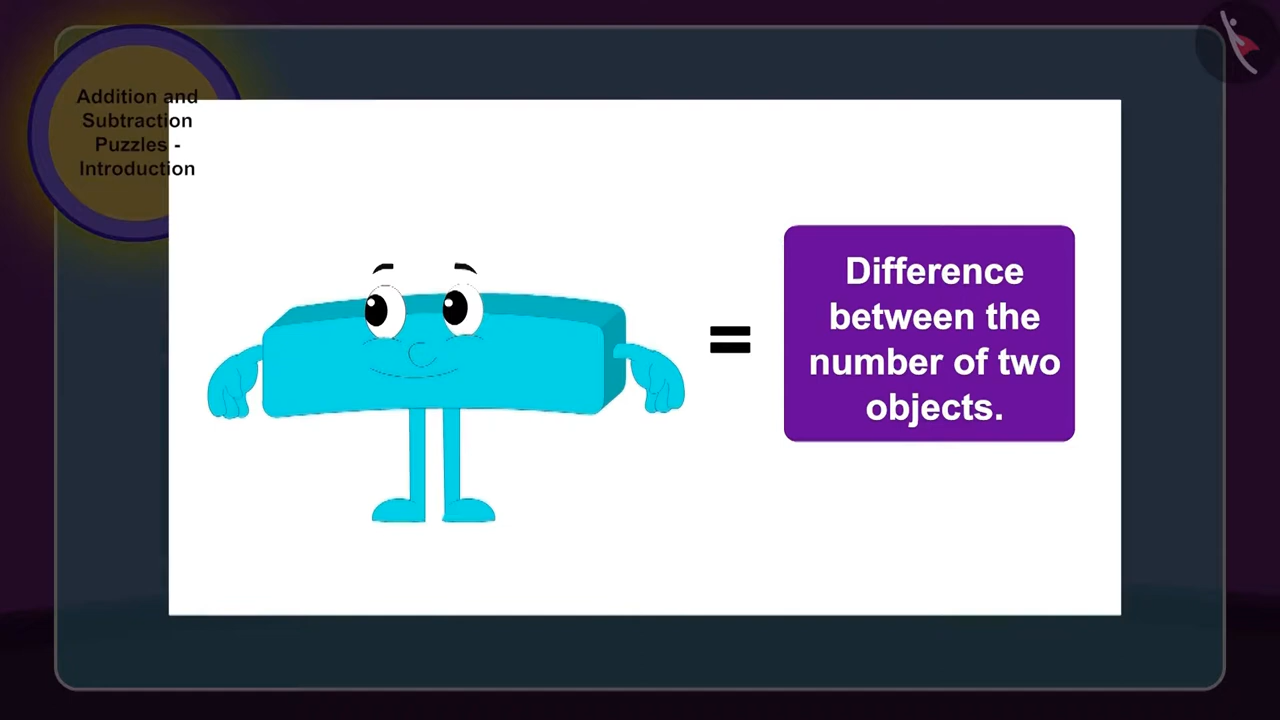 Addition and
Subtraction
Puzzles -
Introduction
=
Difference
between the
number of two
objects.